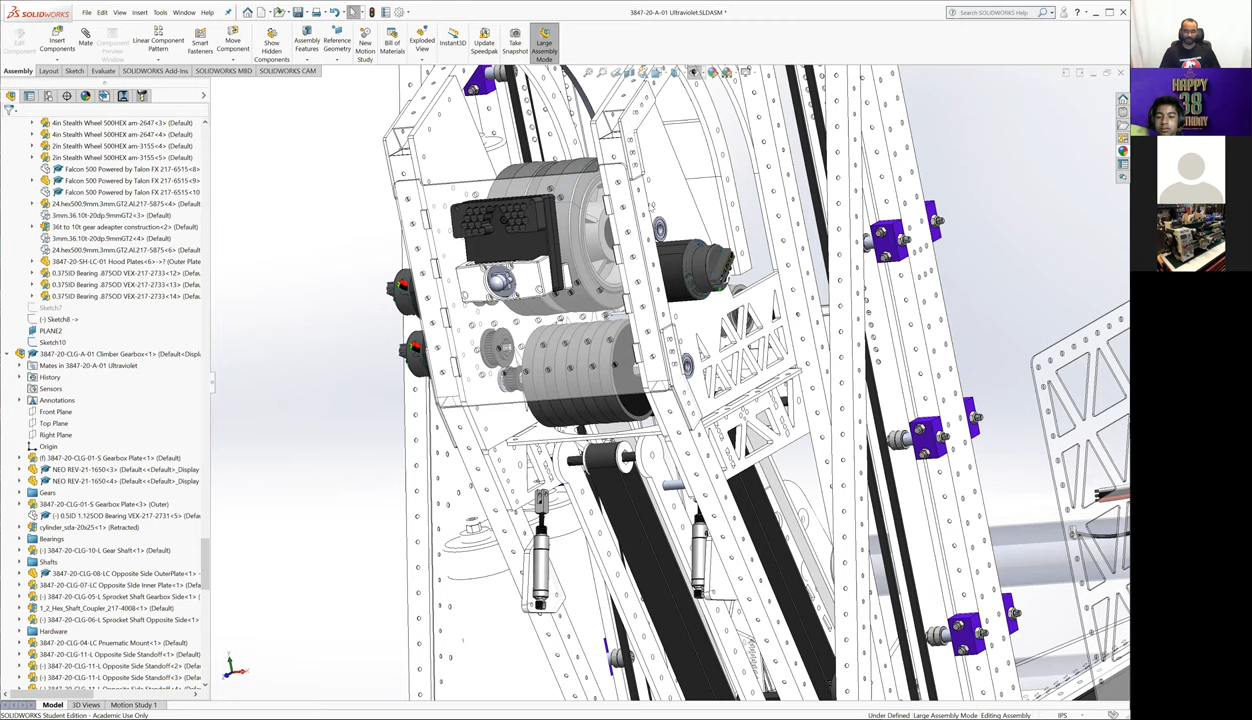 SOLIDWORKS
File Edit View Insert Tools Window
3847-20-A-01 Ultraviolet.SLDASM *
Search SOLIDWORKS Help
Edit Component
Insert Components
Mate
Component Preview Window
Linear Component Pattern
Smart Fasteners
Move Component
Show Hidden Components
Assembly Features
Reference Geometry
New Motion Study
Bill of Materials
Exploded View
Instant3D
Update Speedpak
Take Snapshot
Large Assembly Mode
Assembly Layout Sketch Evaluate SOLIDWORKS Add-Ins SOLIDWORKS MBD SOLIDWORKS CAM
4in Stealth Wheel 500HEX am-2647<3> (Default)
4in Stealth Wheel 500HEX am-2647<4> (Default)
2in Stealth Wheel 500HEX am-3155<4> (Default)
2in Stealth Wheel 500HEX am-3155<5> (Default)
Falcon 500 Powered by Talon FX 217-6515<8>
Falcon 500 Powered by Talon FX 217-6515<9>
Falcon 500 Powered by Talon FX 217-6515<10
24.hex500.9mm.3mm.GT2.Al.217-5875<4> (Default)
3mm.36.10t-20dp.9mmGT2<3> (Default)
36t to 10t gear adeapter construction<2> (Default)
3mm.36.10t-20dp.9mmGT2<4> (Default)
24.hex500.9mm.3mm.GT2.Al.217-5875<6> (Default)
3847-20-SH-LC-01 Hood Plates<6>->? (Outer Plate
0.375ID Bearing .875OD VEX-217-2733<12> (Default)
0.375ID Bearing .875OD VEX-217-2733<13> (Default)
0.375ID Bearing .875OD VEX-217-2733<14> (Default)
Sketch7
(-) Sketch8 ->
PLANE2
Sketch10
3847-20-CLG-A-01 Climber Gearbox<1> (Default<Displ
Mates in 3847-20-A-01 Ultraviolet
History
Sensors
Annotations
Front Plane
Top Plane
Right Plane
Origin
(f) 3847-20-CLG-01-S Gearbox Plate<1> (Default)
NEO REV-21-1650<3> (Default<<Default>_Display
NEO REV-21-1650<4> (Default<<Default>_Display
Gears
3847-20-CLG-01-S Gearbox Plate<3> (Outer)
(-) 0.5ID 1.125OD Bearing VEX-217-2731<5> (Default)
cylinder_sda-20x25<1> (Retracted)
Bearings
(-) 3847-20-CLG-10-L Gear Shaft<1> (Default)
Shafts
3847-20-CLG-08-LC Opposite Side OuterPlate<1>
3847-20-CLG-07-LC Opposite Side Inner Plate<1> (Defau
(-) 3847-20-CLG-05-L Sprocket Shaft Gearbox Side<1>
1_2_Hex_Shaft_Coupler_217-4008<1> (Default)
(-) 3847-20-CLG-06-L Sprocket Shaft Opposite Side<1>
Hardware
3847-20-CLG-04-LC Pnuematic Mount<1> (Default)
3847-20-CLG-11-L Opposite Side Standoff<1> (Default)
(-) 3847-20-CLG-11-L Opposite Side Standoff<2> (Default)
(-) 3847-20-CLG-11-L Opposite Side Standoff<3> (Default)
HAPPY
38
Model 3D Views Motion Study 1
SOLIDWORKS Student Edition - Academic Use Only
Under Defined Large Assembly Mode Editing Assembly IPS